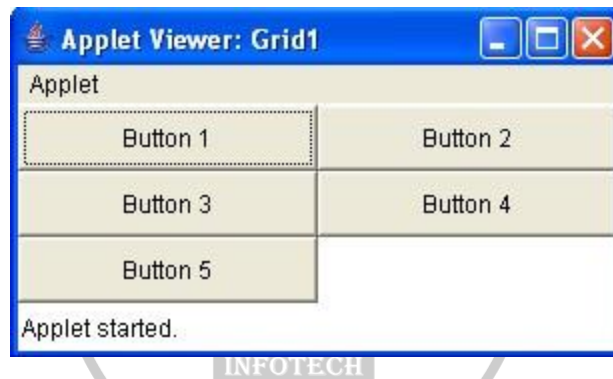 Applet Viewer: Grid1
Applet
Button 1 Button 2
Button 3 Button 4
Button 5
Applet started.
INFOTECH